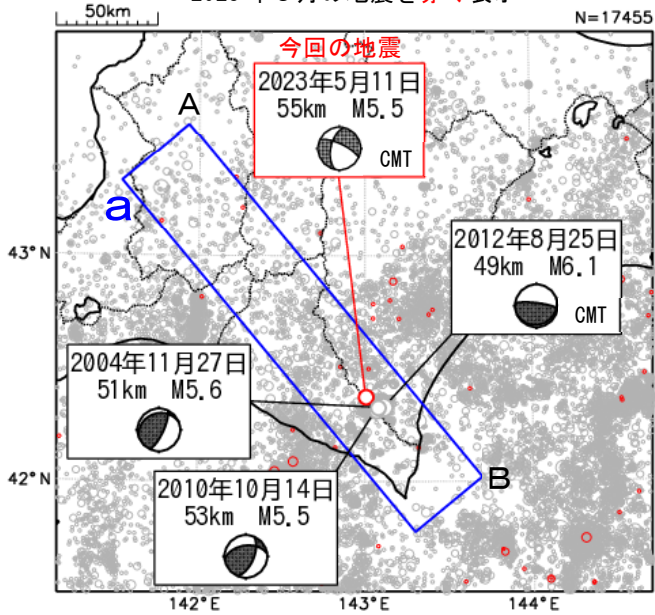 50km
N=17455
今回の地震
2023年5月11日
55km M5.5
CMT
A
a
43°N
2012年8月25日
49km M6.1
CMT
2004年11月27日
51km M5.6
42°N
B
2010年10月14日
53km M5.5
142°E
143°E
144°E